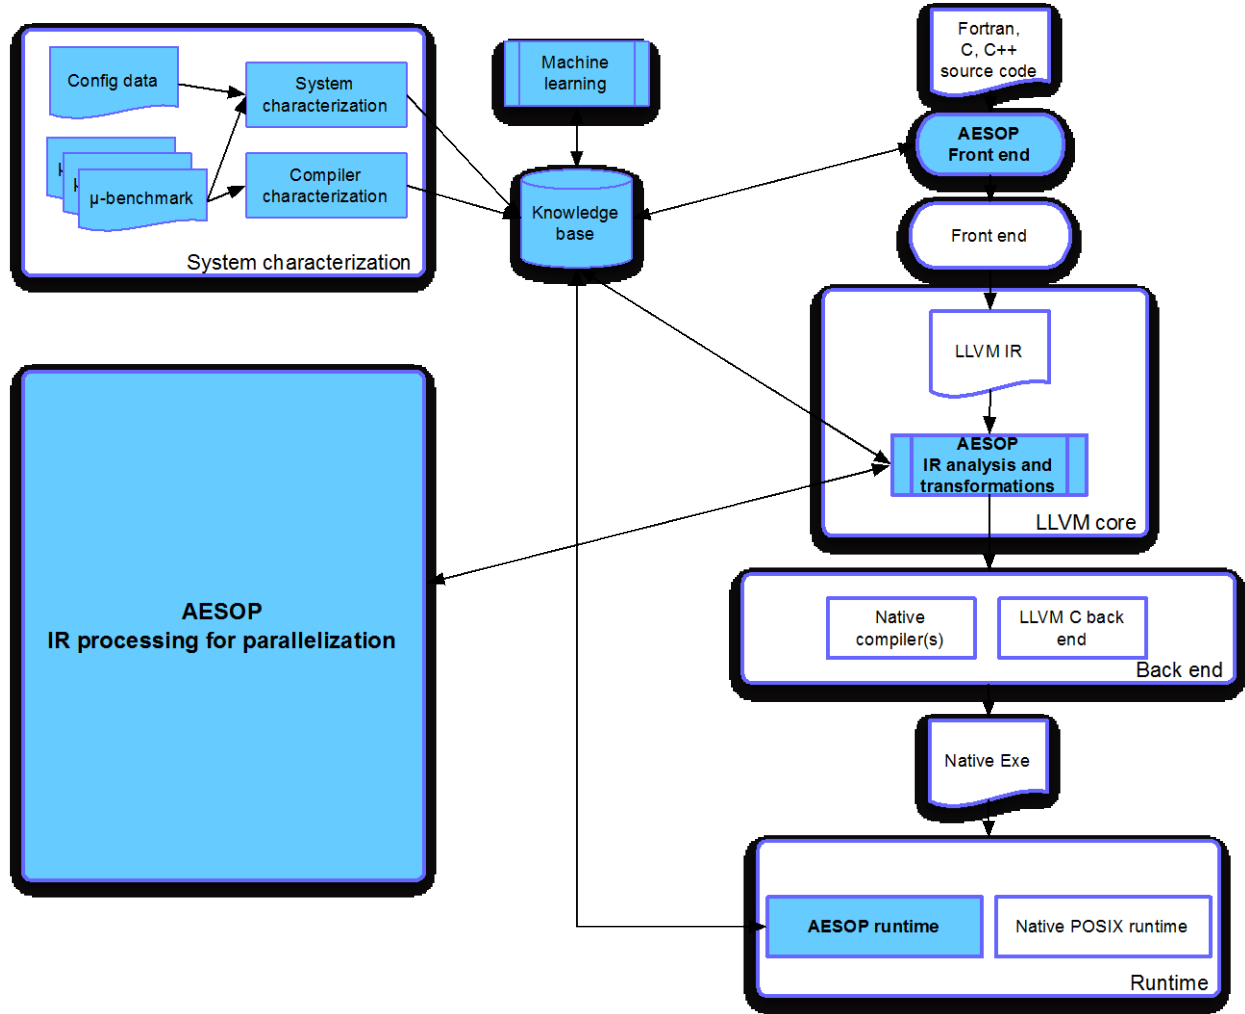 Config data
µ-benchmark
System
characterization
Compiler
characterization
System characterization
Machine
learning
Knowledge
base
Fortran,
C, C++
source code
AESOP
Front end
Front end
LLVM IR
AESOP
IR analysis and
transformations
LLVM core
AESOP
IR processing for parallelization
Native
compiler(s)
LLVM C back
end
Back end
Native Exe
AESOP runtime
Native POSIX runtime
Runtime